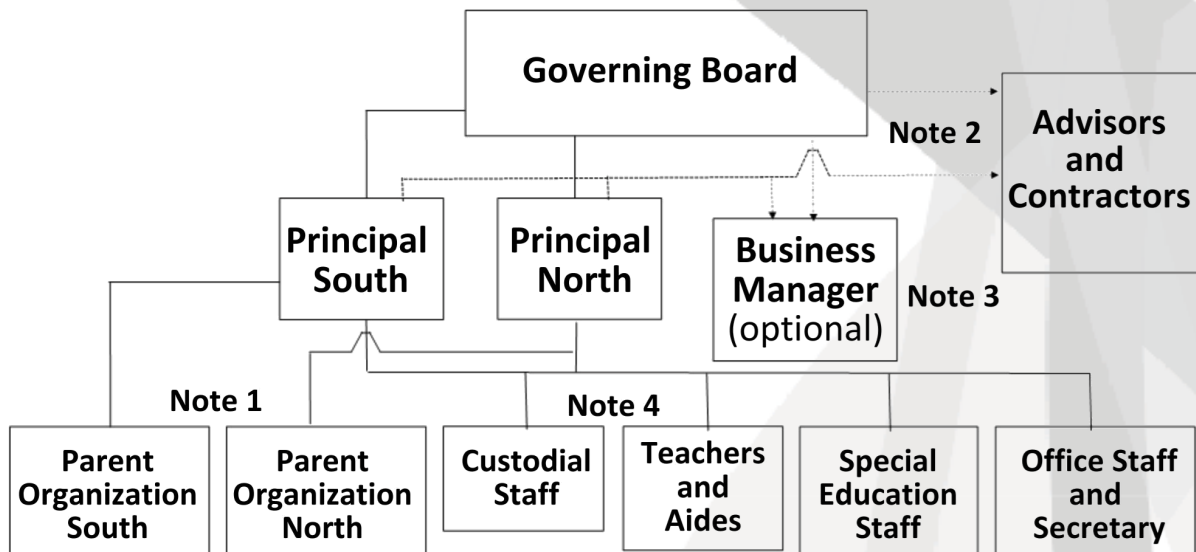 Governing Board
Note 2
Advisors
and
Contractors
Principal
South
Principal
North
Business
Manager
(optional)
Note 3
Note 1
Note 4
Parent
Organization
South
Parent
Organization
North
Custodial
Staff
Teachers
and
Aides
Special
Education
Staff
Office Staff
and
Secretary